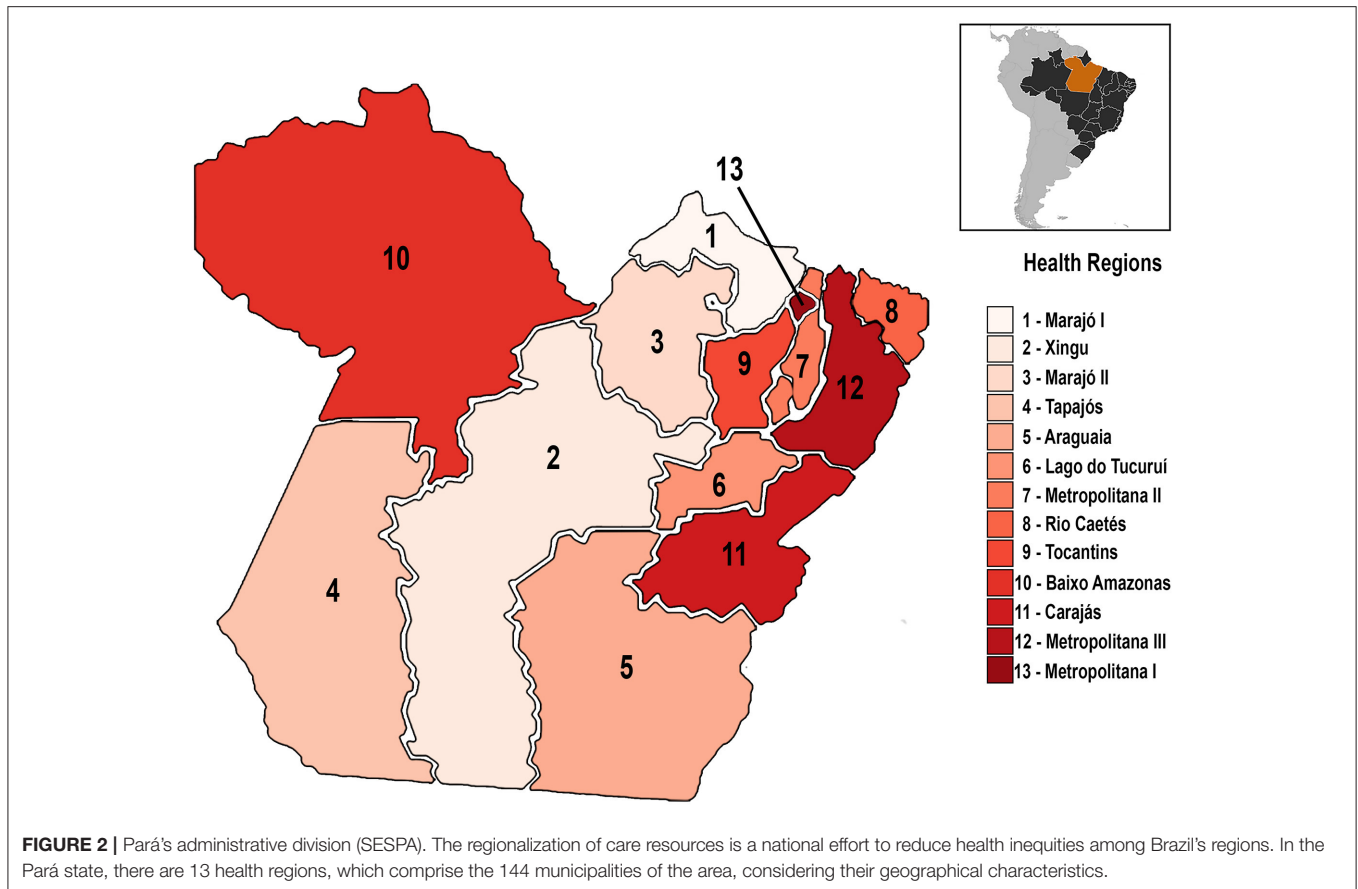 13
1
10
8
3
9
7
12
2
6
11
4
5
Health Regions
1 - Marajó I
2 - Xingu
3 - Marajó II
4 - Tapajós
5 - Araguaia
6 - Lago do Tucuruí
7 - Metropolitana II
8 - Rio Caetés
9 - Tocantins
10 - Baixo Amazonas
11 - Carajás
12 - Metropolitana III
13 - Metropolitana I
FIGURE 2 | Pará's administrative division (SESPA). The regionalization of care resources is a national effort to reduce health inequities among Brazil's regions. In the
Pará state, there are 13 health regions, which comprise the 144 municipalities of the area, considering their geographical characteristics.